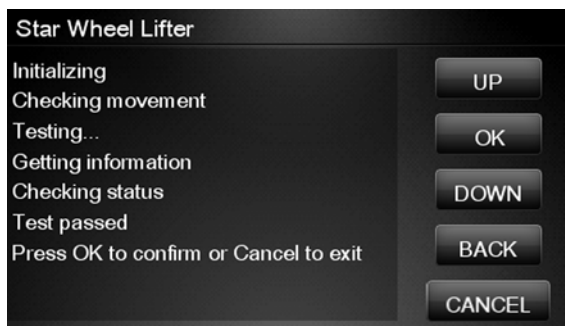 Star Wheel Lifter
Initializing
Checking movement
Testing...
Getting information
Checking status
Test passed
Press OK to confirm or Cancel to exit
UP
OK
DOWN
BACK
CANCEL